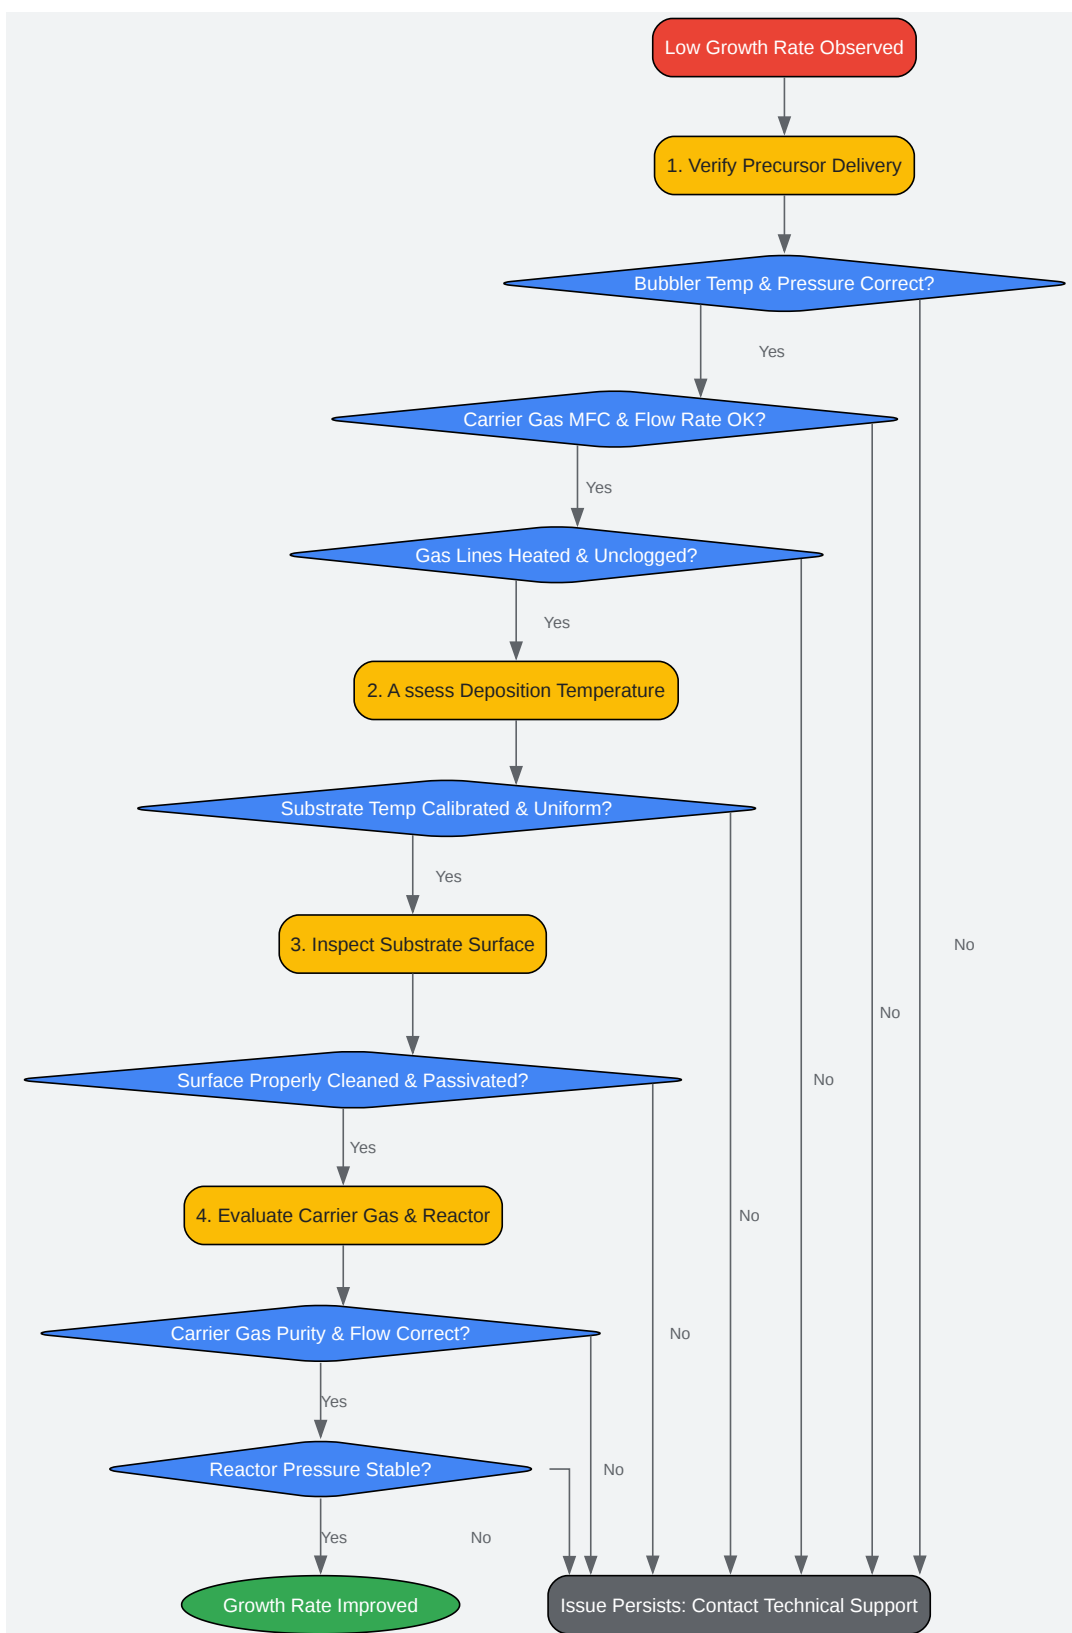 Low Growth Rate Observed
1. Verify Precursor Delivery
Bubbler Temp & Pressure Correct?
Yes
Carrier Gas MFC & Flow Rate OK?
Yes
Gas Lines Heated & Unclogged?
Yes
2. A ssess Deposition Temperature
Substrate Temp Calibrated & Uniform?
Yes
3. Inspect Substrate Surface
No
No
Surface Properly Cleaned & Passivated?
No
Yes
4. Evaluate Carrier Gas & Reactor
No
Carrier Gas Purity & Flow Correct?
No
Yes
Reactor Pressure Stable?
No
Yes
No
Growth Rate Improved
Issue Persists: Contact Technical Support